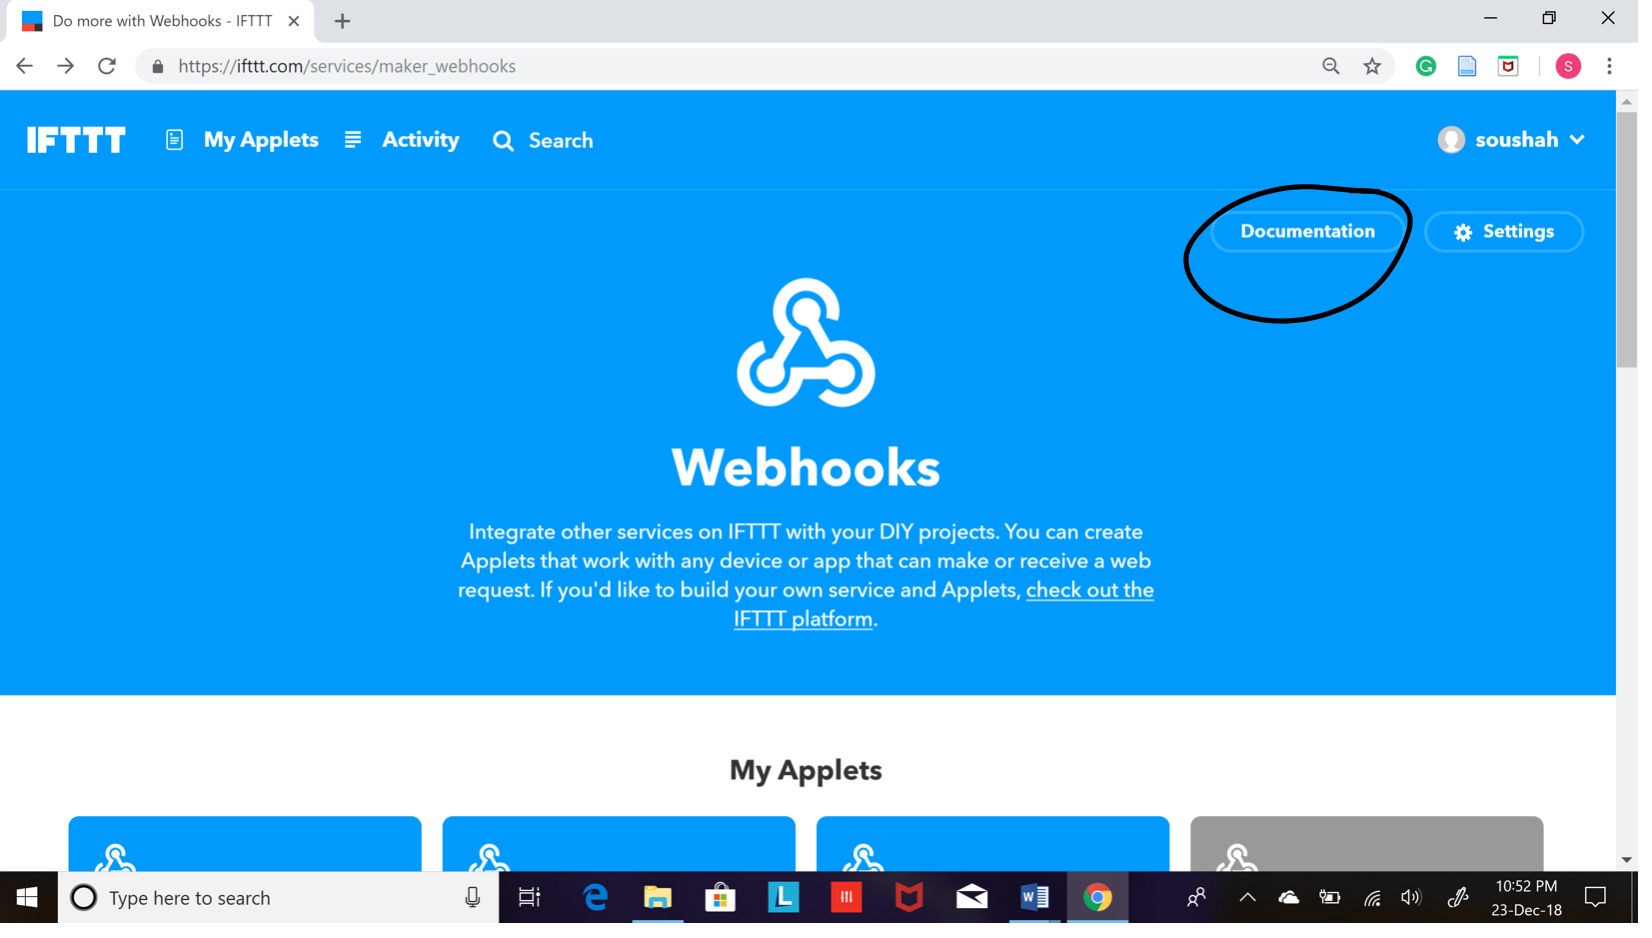 Do more with Webhooks - IFTTT
https://ifttt.com/services/maker_webhooks
S
IFTTT
My Applets
Activity
Search
soushah
Documentation
Settings
Webhooks
Integrate other services on IFTTT with your DIY projects. You can create
Applets that work with any device or app that can make or receive a web
request. If you'd like to build your own service and Applets, check out the
IFTTT platform.
My Applets
Type here to search
10:52 PM
23-Dec-18